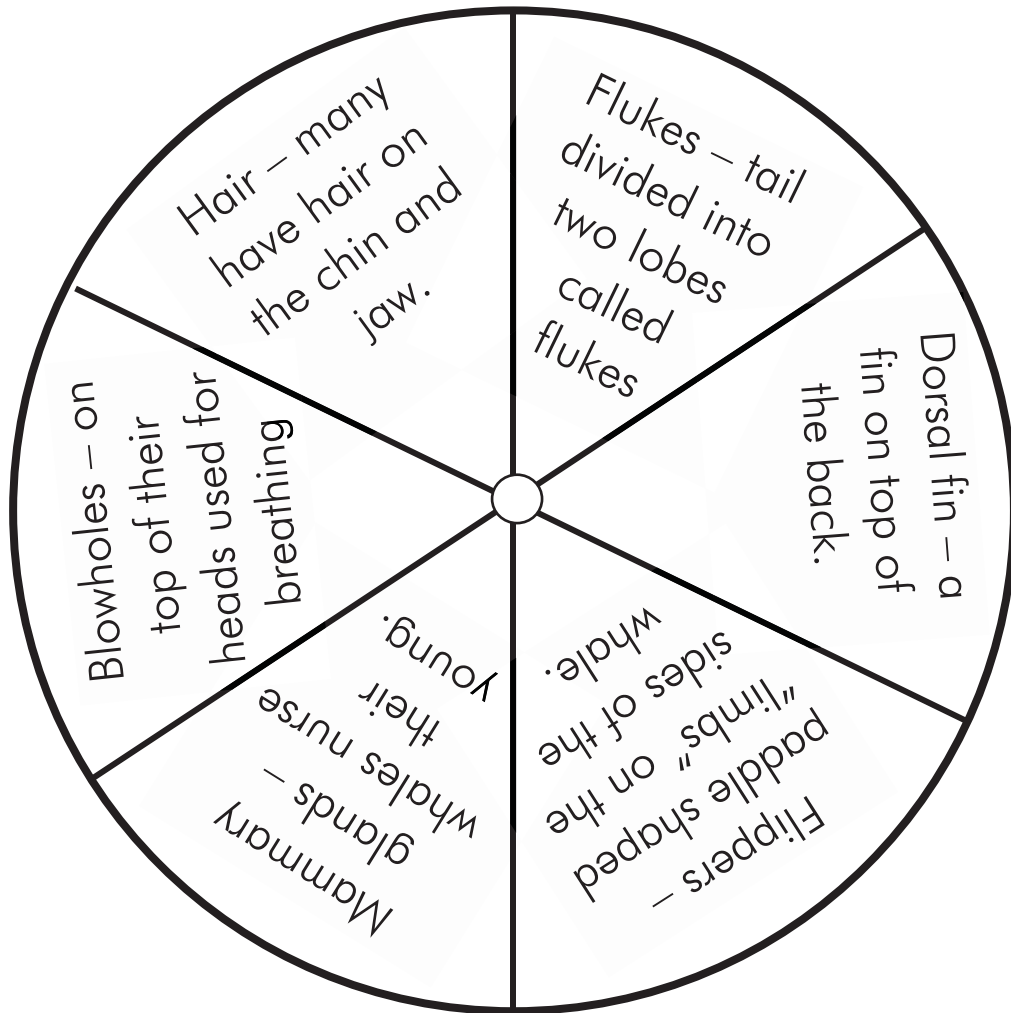 Flukes – tail
divided into
two lobes
called
flukes
Dorsal fin – a
fin on top of
the back.
Flippers –
paddle shaped
"limbs" on the
sides of the
whale.
Mammary
glands –
whales nurse
their
young.
Blowholes – on
top of their
heads used for
breathing
Hair – many
have hair on
the chin and
jaw.